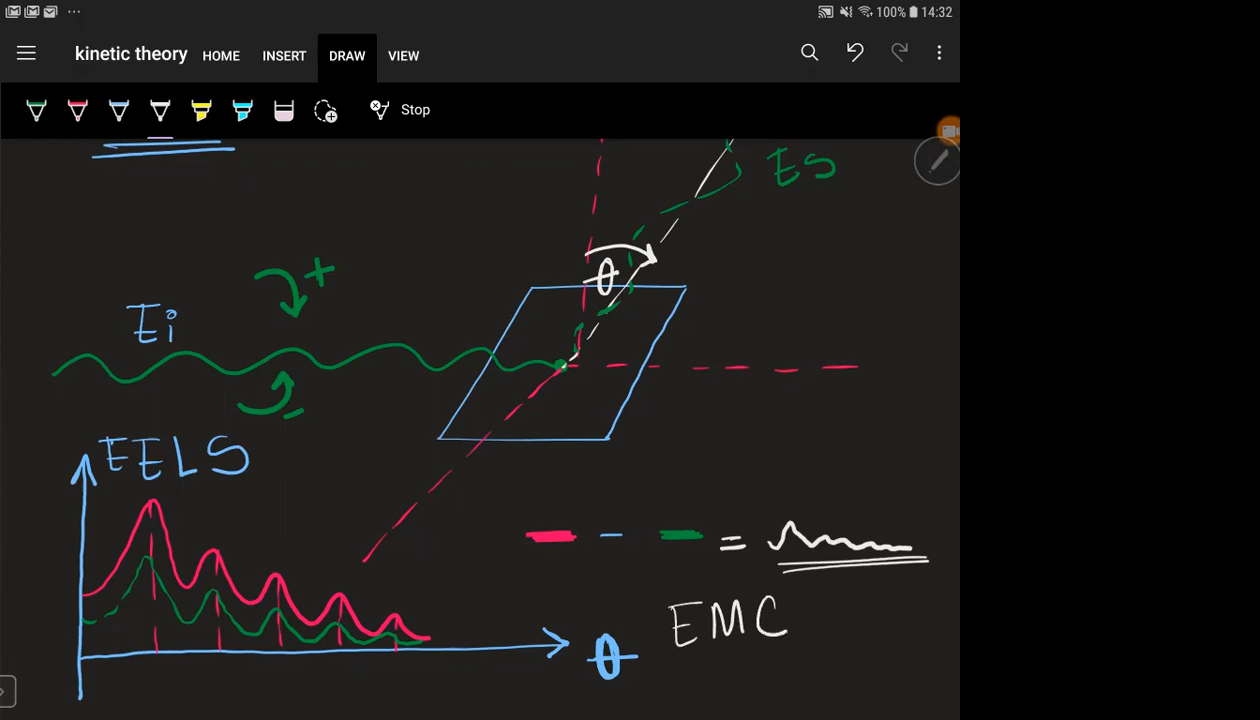 100% 14:32
kinetic theory HOME INSERT DRAW VIEW
Stop
ES
θ
+
Ei
−
EELS
− =
EMC
θ